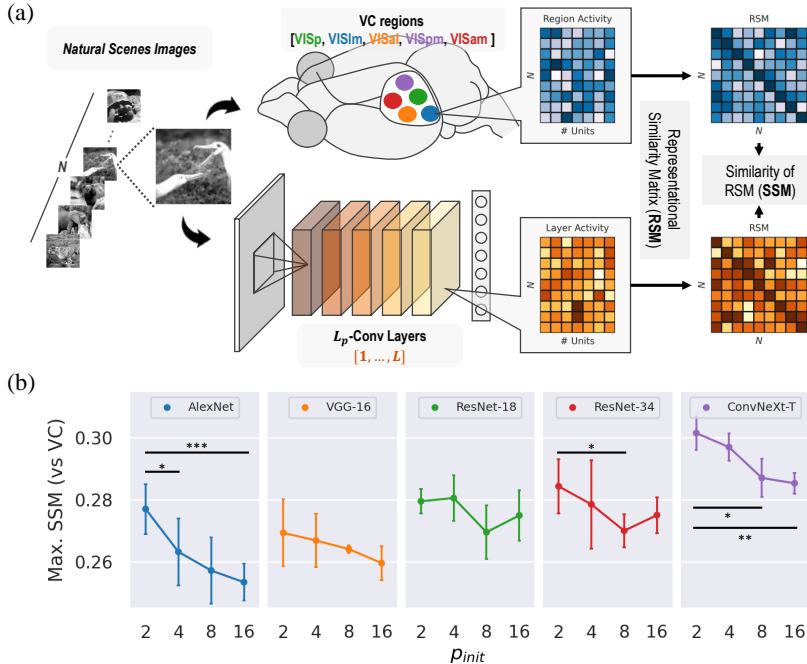 (a)
Natural Scenes Images
N
VC regions
[VISp, VISlm, VISal, VISpm, VISam ]
Region Activity
N
# Units
RSM
N
Representational
Similarity Matrix (RSM)
Similarity of
RSM (SSM)
Lp-Conv Layers
[1, ... , L]
Layer Activity
N
# Units
RSM
N
N
(b)
Max. SSM (vs VC)
0.30
0.28
0.26
AlexNet
***
*
VGG-16
ResNet-18
ResNet-34
*
ConvNeXt-T
*
**
2 4 8 16 2 4 8 16 2 4 8 16 2 4 8 16 2 4 8 16
pinit